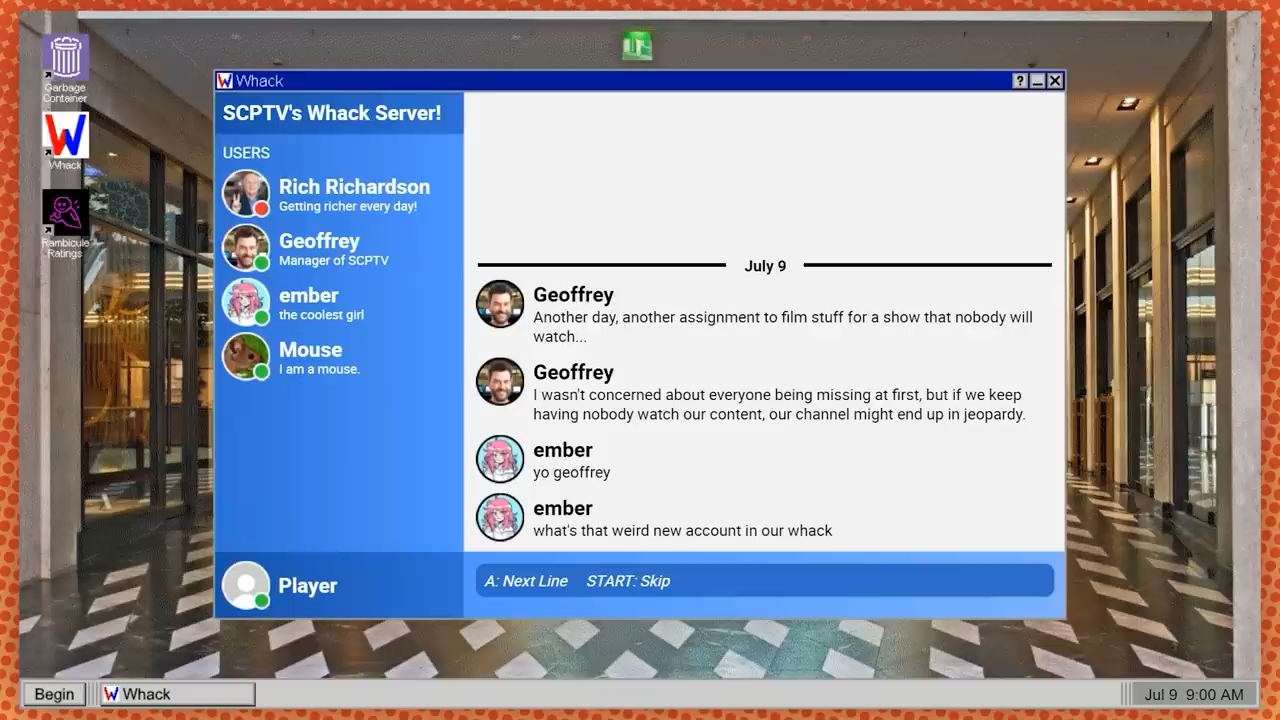 Garbage
Container
Whack
Rambicule
Ratings
Whack
SCPTV's Whack Server!
USERS
Rich Richardson
Getting richer every day!
Geoffrey
Manager of SCPTV
ember
the coolest girl
Mouse
I am a mouse.
Player
July 9
Geoffrey
Another day, another assignment to film stuff for a show that nobody will
watch...
Geoffrey
I wasn't concerned about everyone being missing at first, but if we keep
having nobody watch our content, our channel might end up in jeopardy.
ember
yo geoffrey
ember
what's that weird new account in our whack
A: Next Line START: Skip
Begin
Whack
Jul 9 9:00 AM